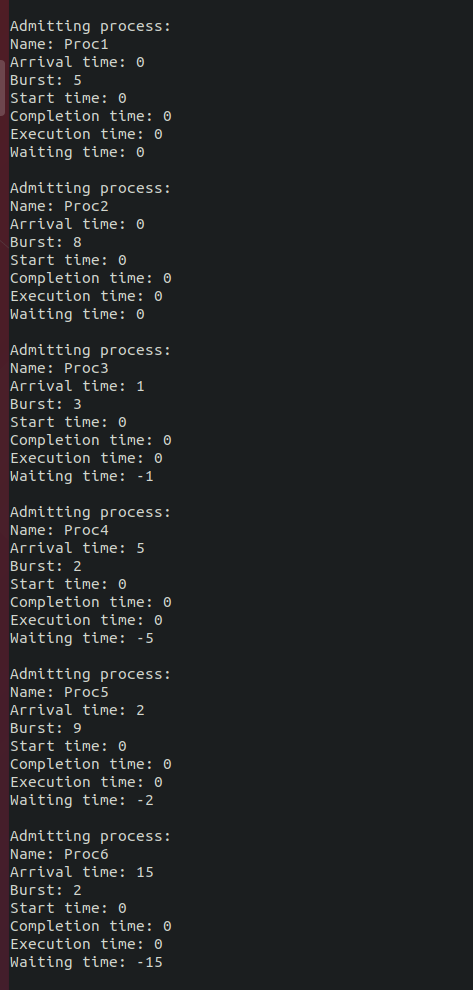 Admitting process:
Name: Proc1
Arrival time: 0
Burst: 5
Start time: 0
Completion time: 0
Execution time: 0
Waiting time: 0
Admitting process:
Name: Proc2
Arrival time: 0
Burst: 8
Start time: 0
Completion time: 0
Execution time: 0
Waiting time: 0
Admitting process:
Name: Proc3
Arrival time: 1
Burst: 3
Start time: 0
Completion time: 0
Execution time: 0
Waiting time: -1
Admitting process:
Name: Proc4
Arrival time: 5
Burst: 2
Start time: 0
Completion time: 0
Execution time: 0
Waiting time: -5
Admitting process:
Name: Proc5
Arrival time: 2
Burst: 9
Start time: 0
Completion time: 0
Execution time: 0
Waiting time: -2
Admitting process:
Name: Proc6
Arrival time: 15
Burst: 2
Start time: 0
Completion time: 0
Execution time: 0
Waiting time: -15